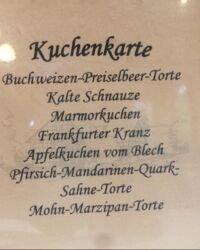 Kuchenkarte
Buchweizen-Preiselbeer-Torte
Kalte Schnauze
Marmorkuchen
Frankfurter Kranz
Apfelkuchen vom Blech
Pfirsich-Mandarinen-Quark-
Sahne-Torte
Mohn-Marzipan-Torte